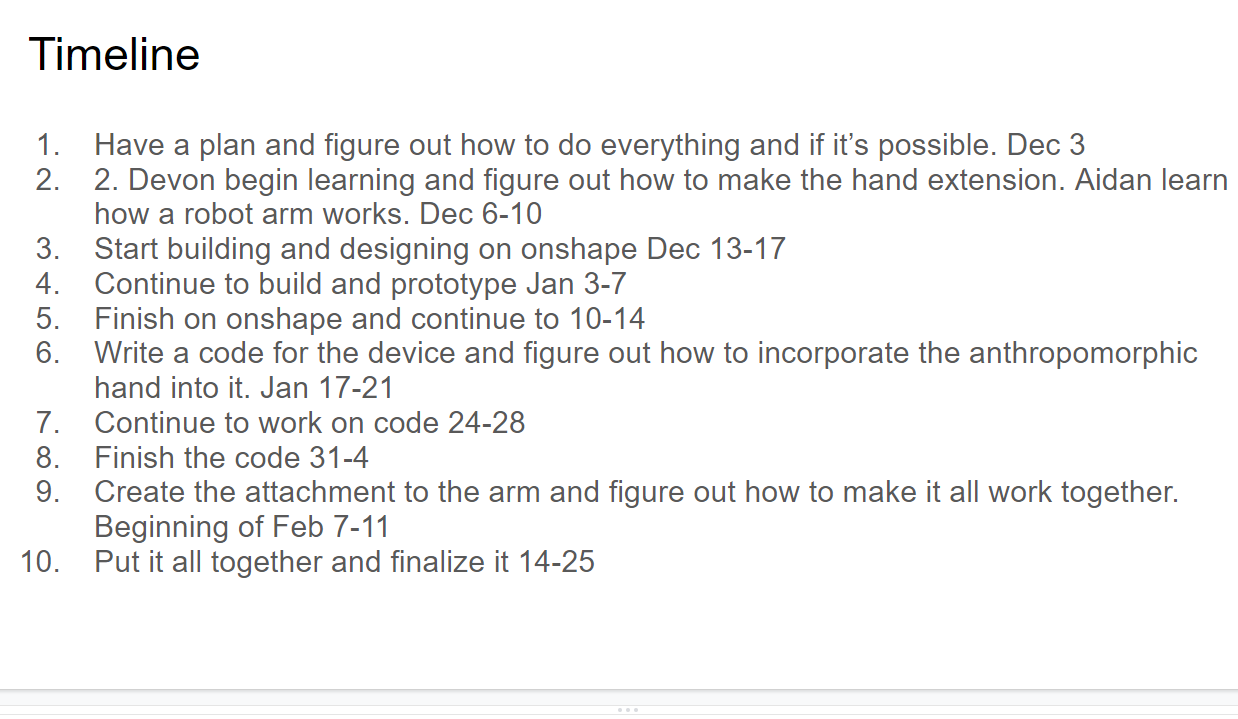 Timeline
1. Have a plan and figure out how to do everything and if it’s possible. Dec 3
2. 2. Devon begin learning and figure out how to make the hand extension. Aidan learn
how a robot arm works. Dec 6-10
3. Start building and designing on onshape Dec 13-17
4. Continue to build and prototype Jan 3-7
5. Finish on onshape and continue to 10-14
6. Write a code for the device and figure out how to incorporate the anthropomorphic
hand into it. Jan 17-21
7. Continue to work on code 24-28
8. Finish the code 31-4
9. Create the attachment to the arm and figure out how to make it all work together.
Beginning of Feb 7-11
10. Put it all together and finalize it 14-25